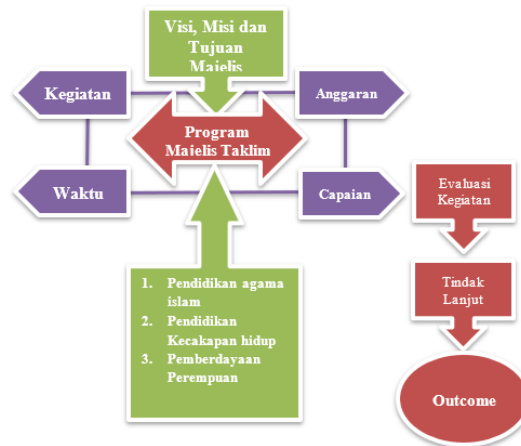 Visi, Misi dan
Tujuan
Majelis
Kegiatan
Anggaran
Program
Majelis Taklim
Waktu
Capaian
Evaluasi
Kegiatan
Tindak
Lanjut
Outcome
1. Pendidikan agama
islam
2. Pendidikan
Kecakapan hidup
3. Pemberdayaan
Perempuan